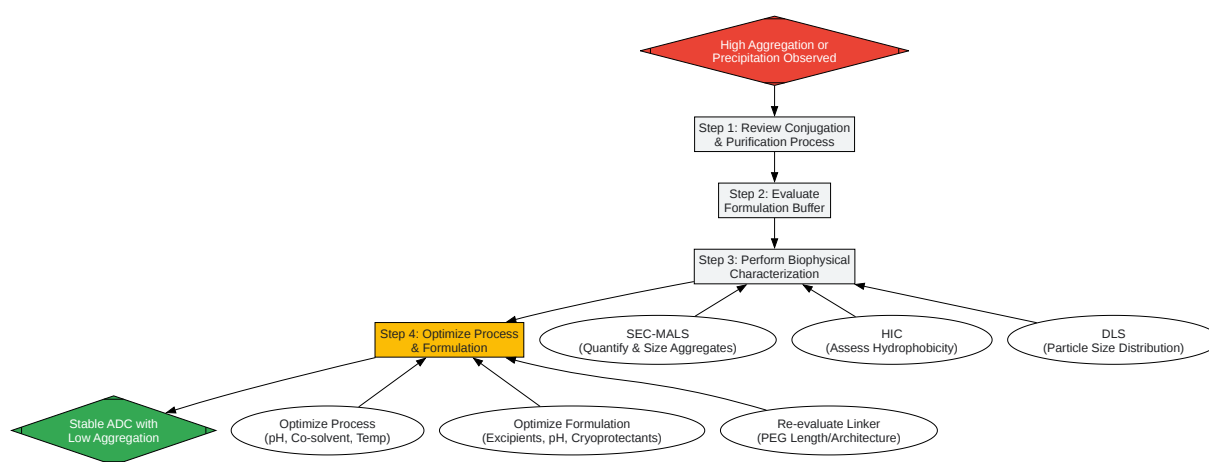 High Aggregation or
Precipitation Observed
Step 1: Review Conjugation
& Purification Process
Step 2: Evaluate
Formulation Buffer
Step 3: Perform Biophysical
Characterization
Step 4: Optimize Process
& Formulation
SEC-MALS
(Quantify & Size Aggregates)
HIC
(Assess Hydrophobicity)
DLS
(Particle Size Distribution)
Stable ADC with
Low Aggregation
Optimize Process
(pH, Co-solvent, Temp)
Optimize Formulation
(Excipients, pH, Cryoprotectants)
Re-evaluate Linker
(PEG Length/Architecture)